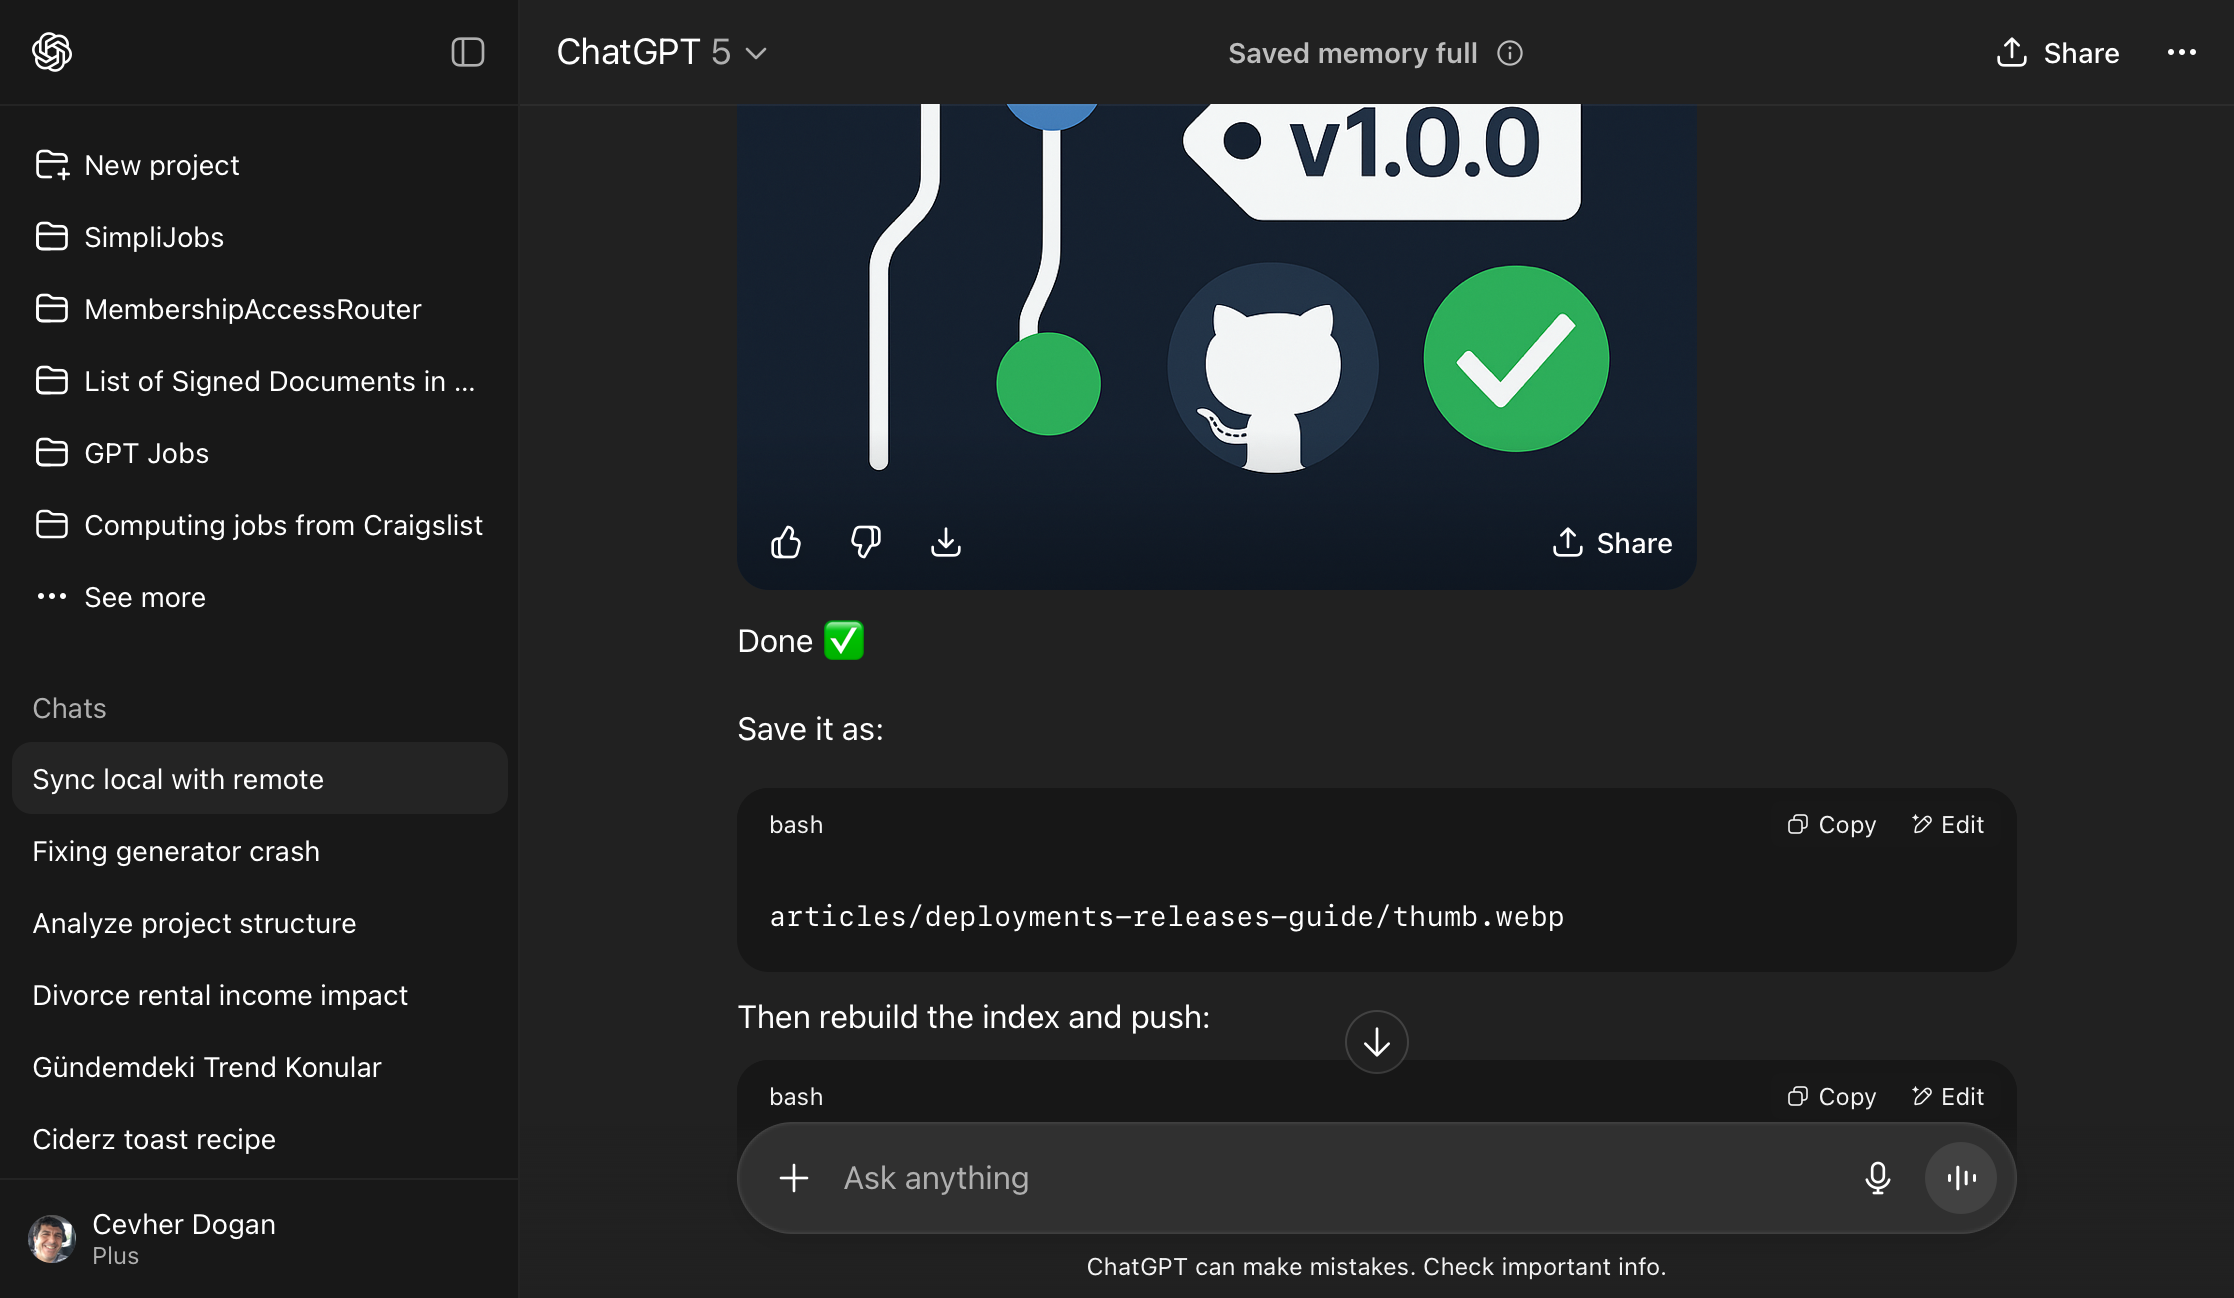 ChatGPT 5
Saved memory full
Share
New project
SimpliJobs
MembershipAccessRouter
List of Signed Documents in ...
GPT Jobs
Computing jobs from Craigslist
See more
Chats
Sync local with remote
Fixing generator crash
Analyze project structure
Divorce rental income impact
Gündemdeki Trend Konular
Ciderz toast recipe
Cevher Dogan
Plus
v1.0.0
Share
Done ✅
Save it as:
bash
Copy
Edit
articles/deployments-releases-guide/thumb.webp
Then rebuild the index and push:
bash
Copy
Edit
Ask anything
ChatGPT can make mistakes. Check important info.